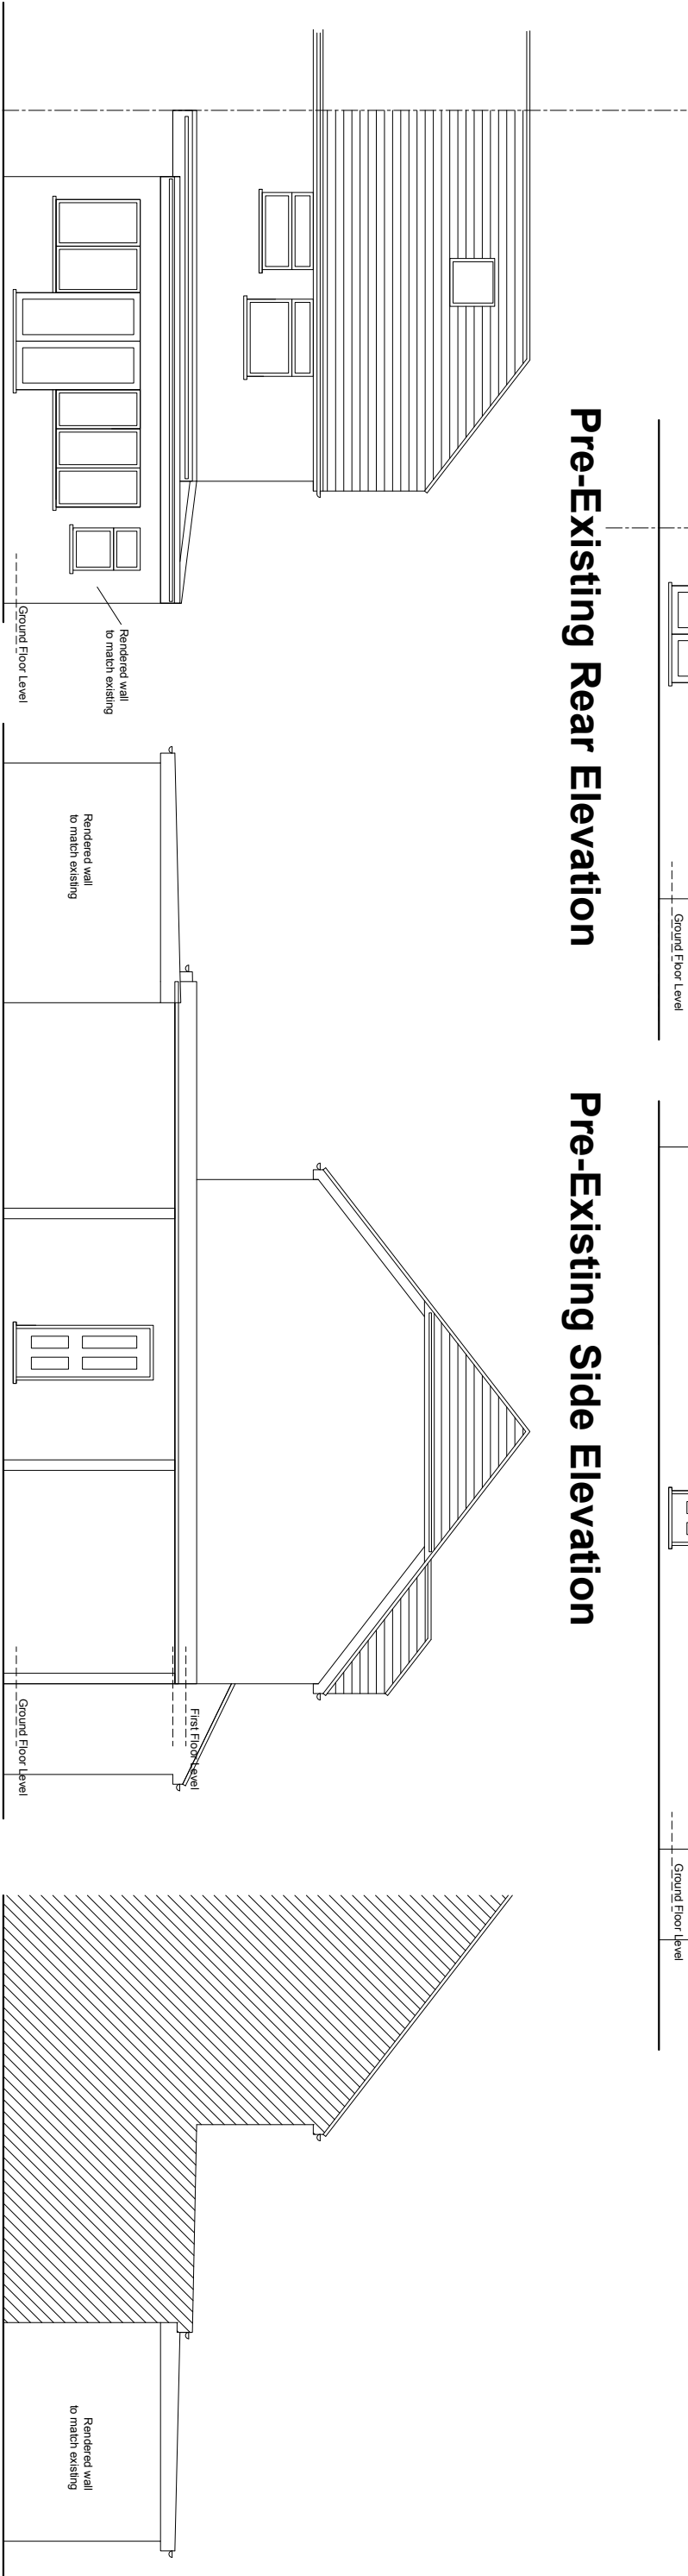 Ground Floor Level
Ground Floor Level
Pre-Existing Rear Elevation
Pre-Existing Side Elevation
First Floor Level
Rendered wall
to match existing
Rendered wall
to match existing
Rendered wall
to match existing
Ground Floor Level
Ground Floor Level